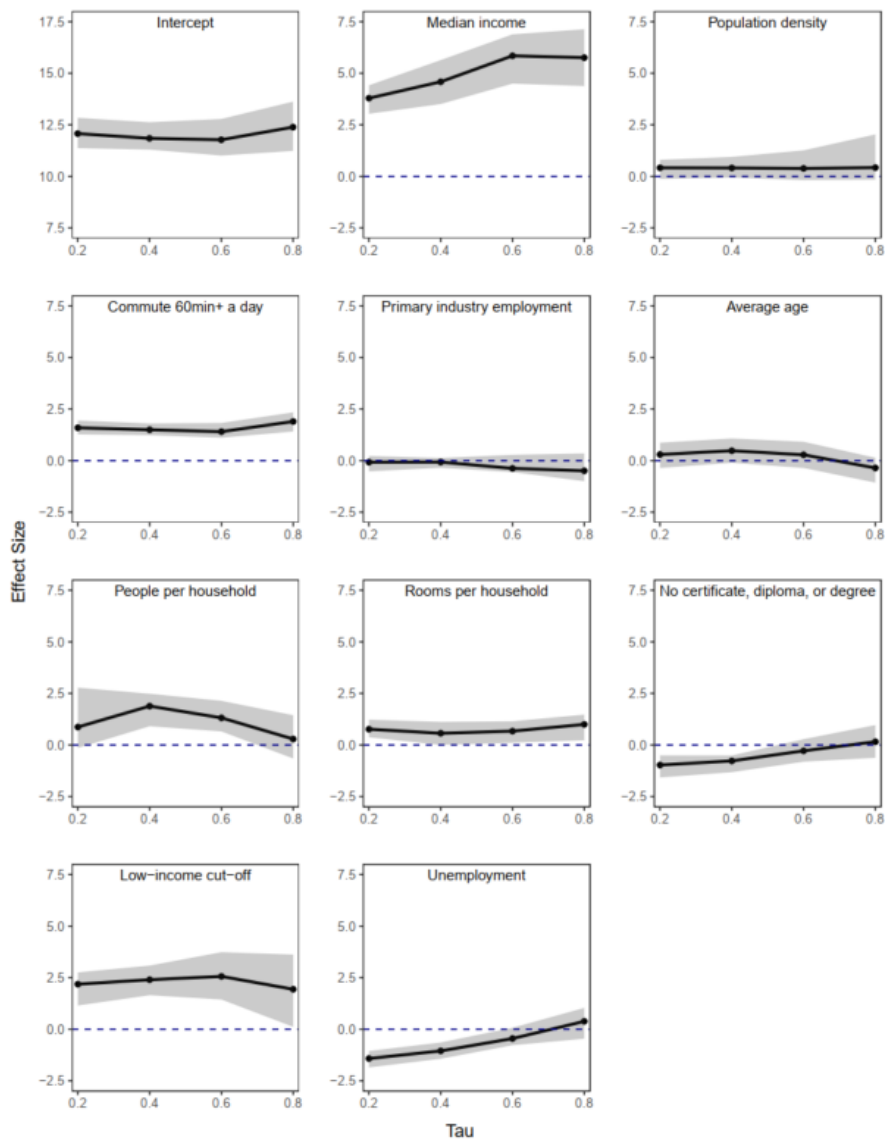 Intercept
Median income
Population density
17.5
15.0
12.5
10.0
7.5
7.5
5.0
2.5
0.0
−2.5
7.5
5.0
2.5
0.0
−2.5
0.2 0.4 0.6 0.8
0.2 0.4 0.6 0.8
0.2 0.4 0.6 0.8
Commute 60min+ a day
Primary industry employment
Average age
7.5
5.0
2.5
0.0
−2.5
7.5
5.0
2.5
0.0
−2.5
7.5
5.0
2.5
0.0
−2.5
0.2 0.4 0.6 0.8
0.2 0.4 0.6 0.8
0.2 0.4 0.6 0.8
Effect Size
People per household
Rooms per household
No certificate, diploma, or degree
7.5
5.0
2.5
0.0
−2.5
7.5
5.0
2.5
0.0
−2.5
7.5
5.0
2.5
0.0
−2.5
0.2 0.4 0.6 0.8
0.2 0.4 0.6 0.8
0.2 0.4 0.6 0.8
Low−income cut−off
Unemployment
7.5
5.0
2.5
0.0
−2.5
7.5
5.0
2.5
0.0
−2.5
0.2 0.4 0.6 0.8
0.2 0.4 0.6 0.8
Tau